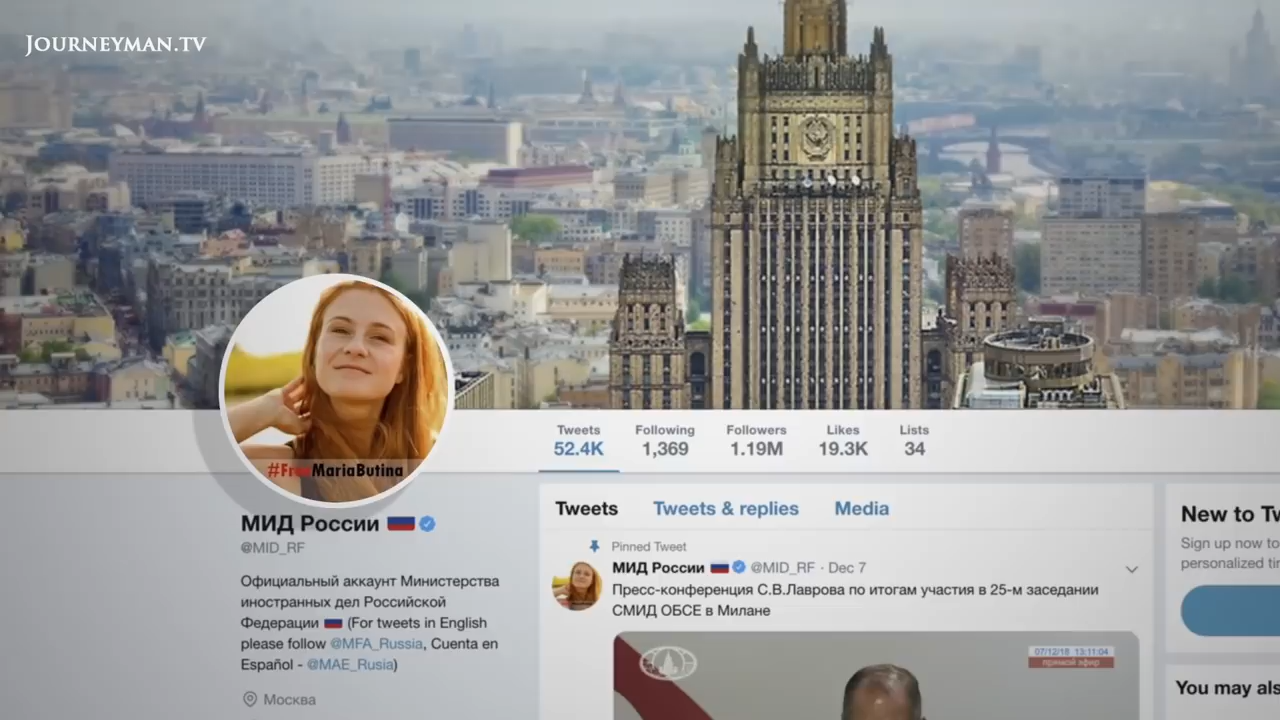 JOURNEYMAN.TV
#FreeMariaButina
Tweets Following Followers Likes Lists
52.4K 1,369 1.19M 19.3K 34
МИД России
@MID_RF
Официальный аккаунт Министерства
иностранных дел Российской
Федерации (For tweets in English
please follow @MFA_Russia, Cuenta en
Español - @MAE_Rusia)
Москва
Tweets Tweets & replies Media
Pinned Tweet
МИД России @MID_RF · Dec 7
Пресс-конференция С.В.Лаврова по итогам участия в 25-м заседании
СМИД ОБСЕ в Милане
07/12/18 13:11:04
прямой эфир
New to Tw
Sign up now to
personalized tim
You may als